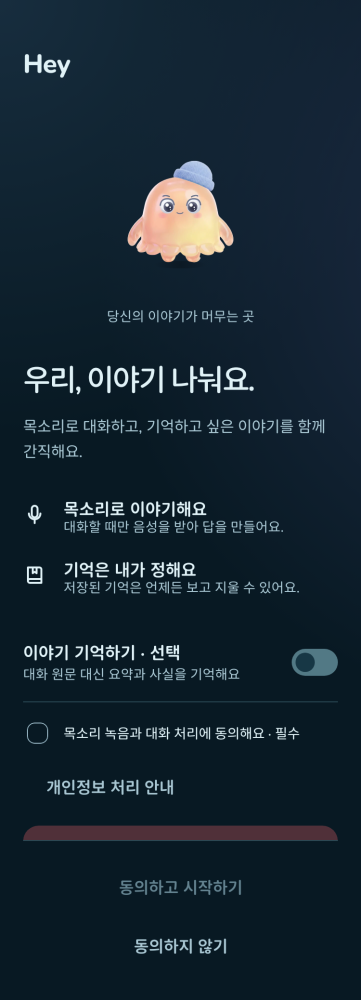 Hey
당신의 이야기가 머무는 곳
우리, 이야기 나눠요.
목소리로 대화하고, 기억하고 싶은 이야기를 함께
간직해요.
목소리로 이야기해요
대화할 때만 음성을 받아 답을 만들어요.
기억은 내가 정해요
저장된 기억은 언제든 보고 지울 수 있어요.
이야기 기억하기 · 선택
대화 원문 대신 요약과 사실을 기억해요
목소리 녹음과 대화 처리에 동의해요 · 필수
개인정보 처리 안내
동의하고 시작하기
동의하지 않기